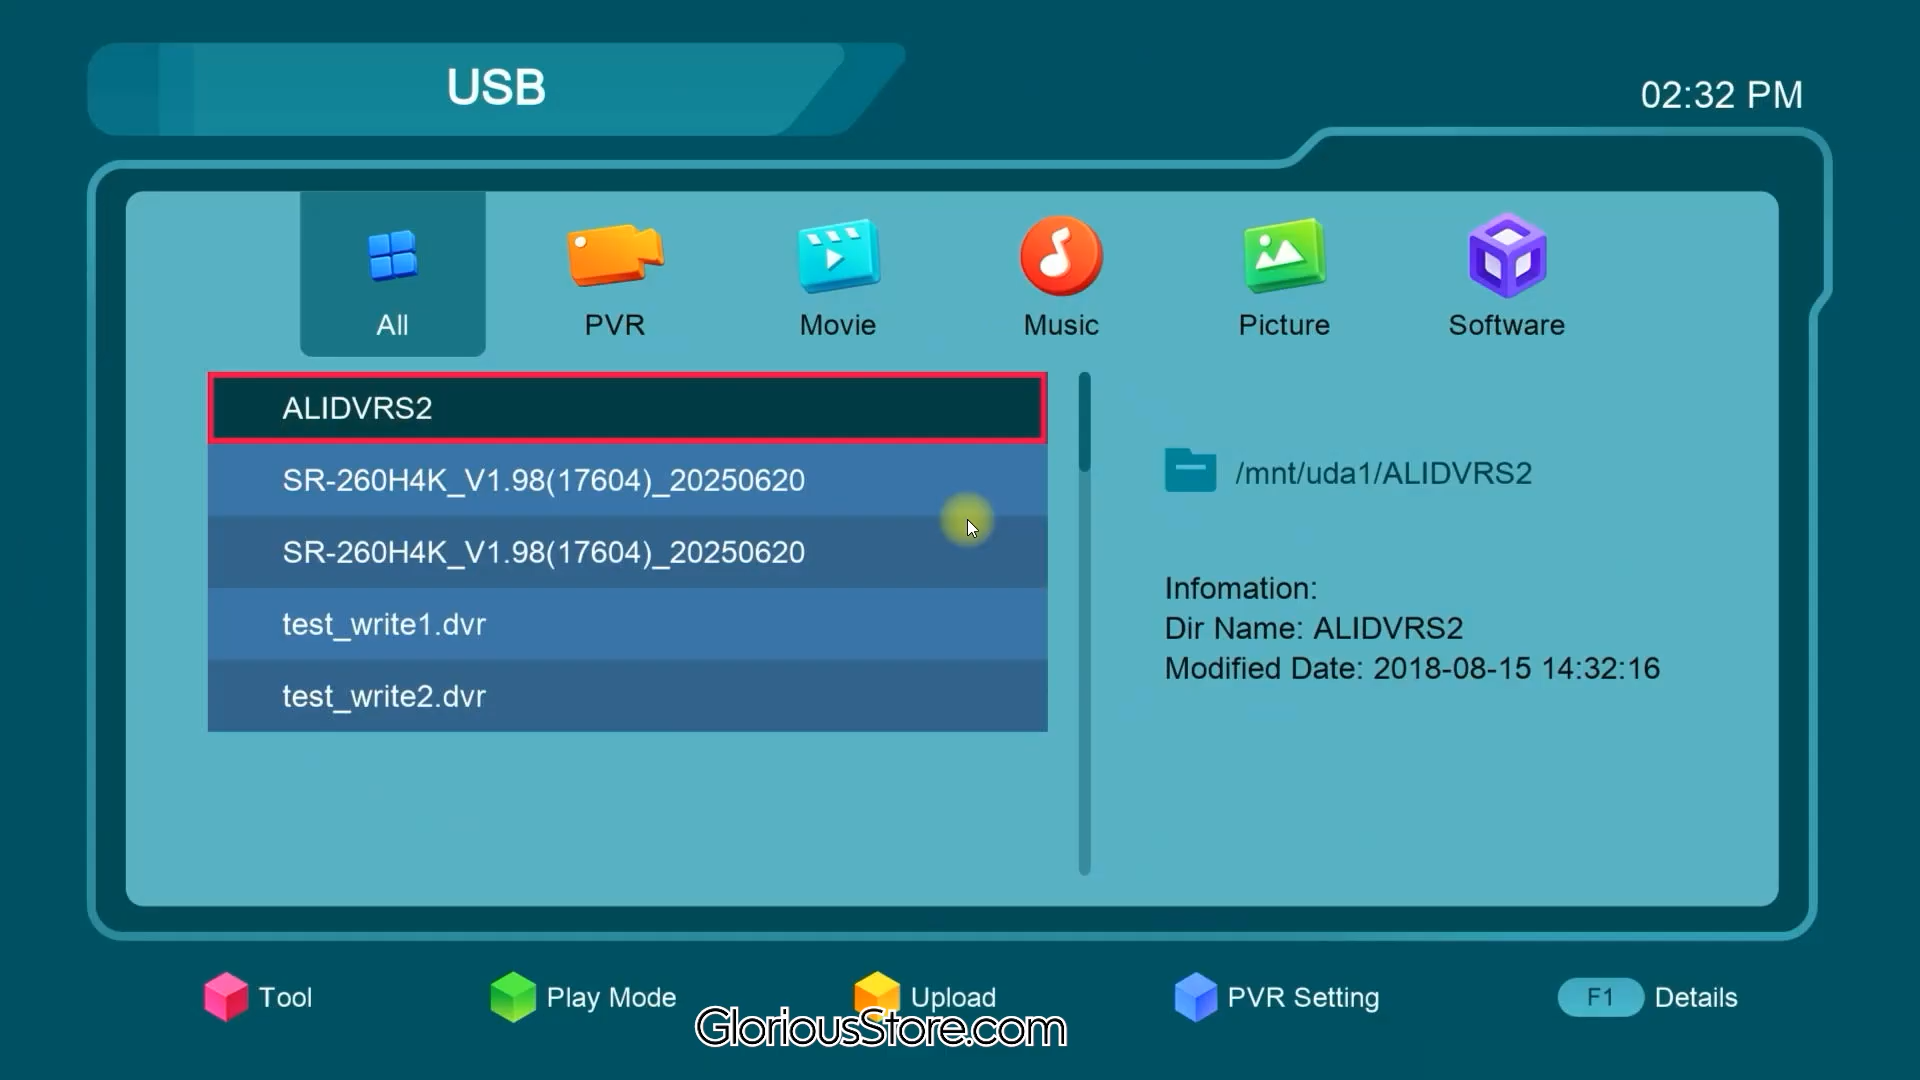 USB
02:32 PM
All
PVR
Movie
Music
Picture
Software
ALIDVRS2
SR-260H4K_V1.98(17604)_20250620
SR-260H4K_V1.98(17604)_20250620
test_write1.dvr
test_write2.dvr
/mnt/uda1/ALIDVRS2
Infomation:
Dir Name: ALIDVRS2
Modified Date: 2018-08-15 14:32:16
Tool
Play Mode
Upload
PVR Setting
F1 Details
GloriousStore.com